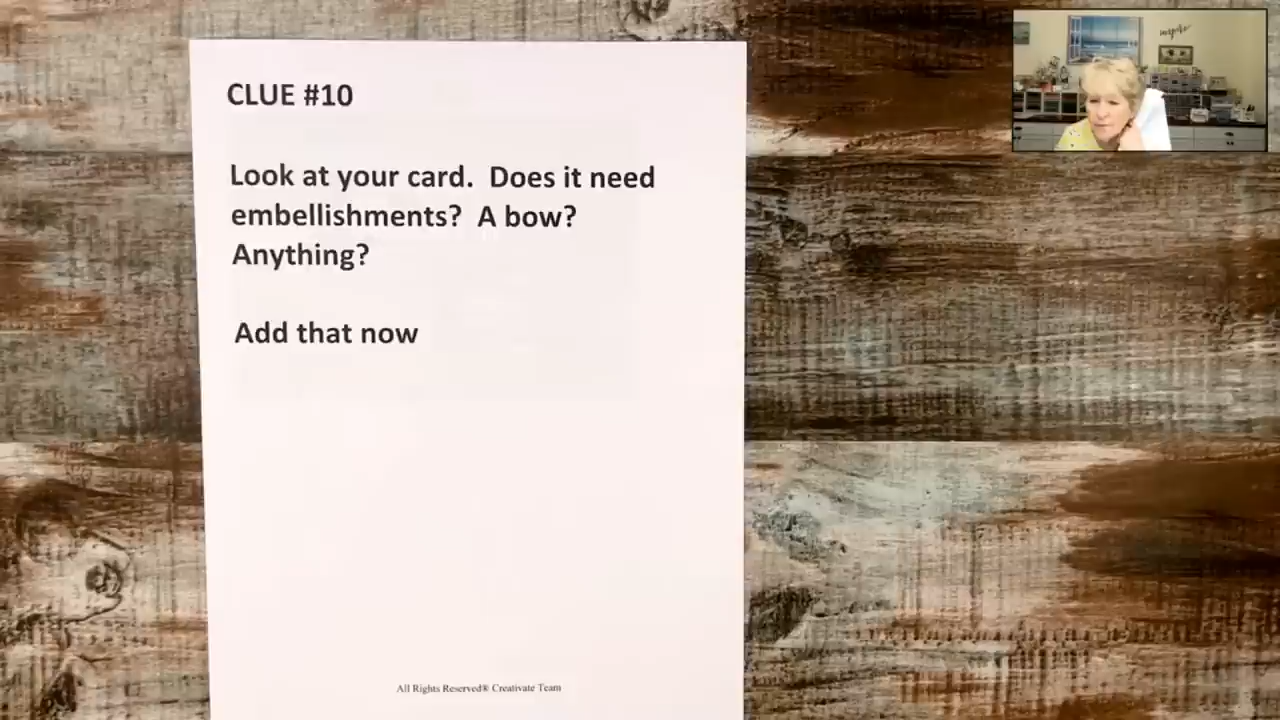 CLUE #10
Look at your card. Does it need
embellishments? A bow?
Anything?
Add that now
All Rights Reserved® Creativate Team